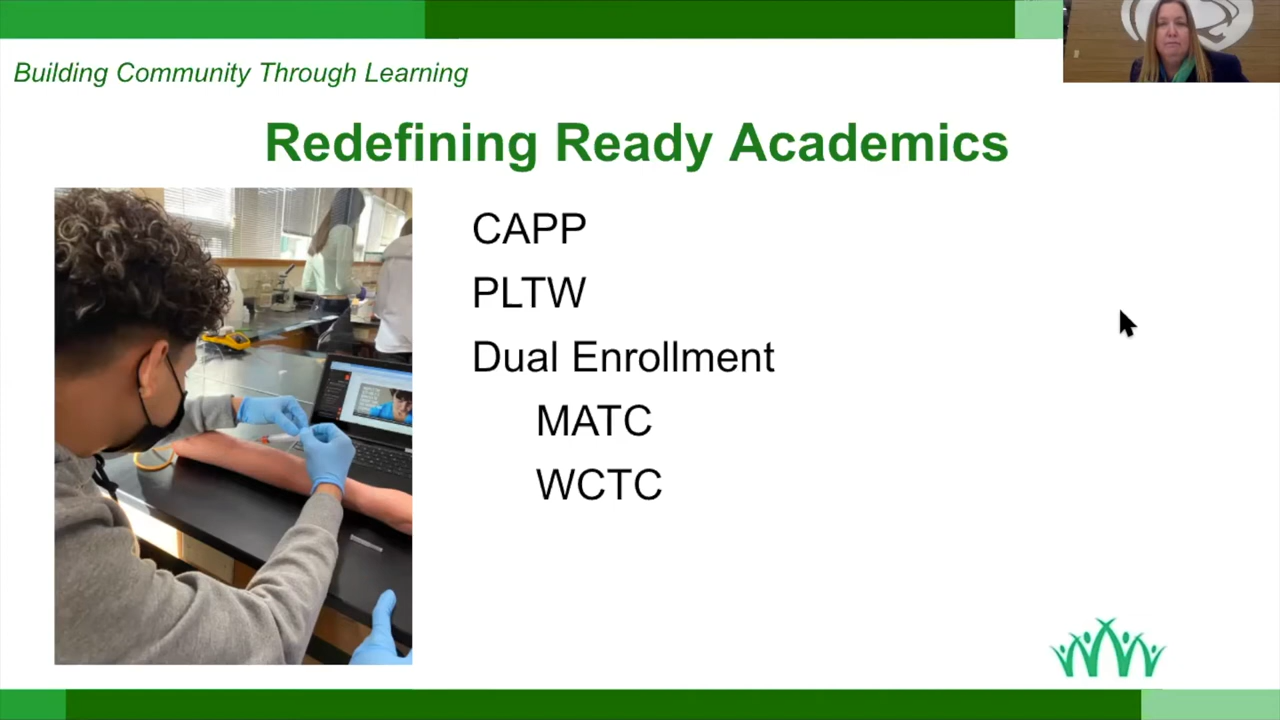 Building Community Through Learning
Redefining Ready Academics
CAPP
PLTW
Dual Enrollment
MATC
WCTC